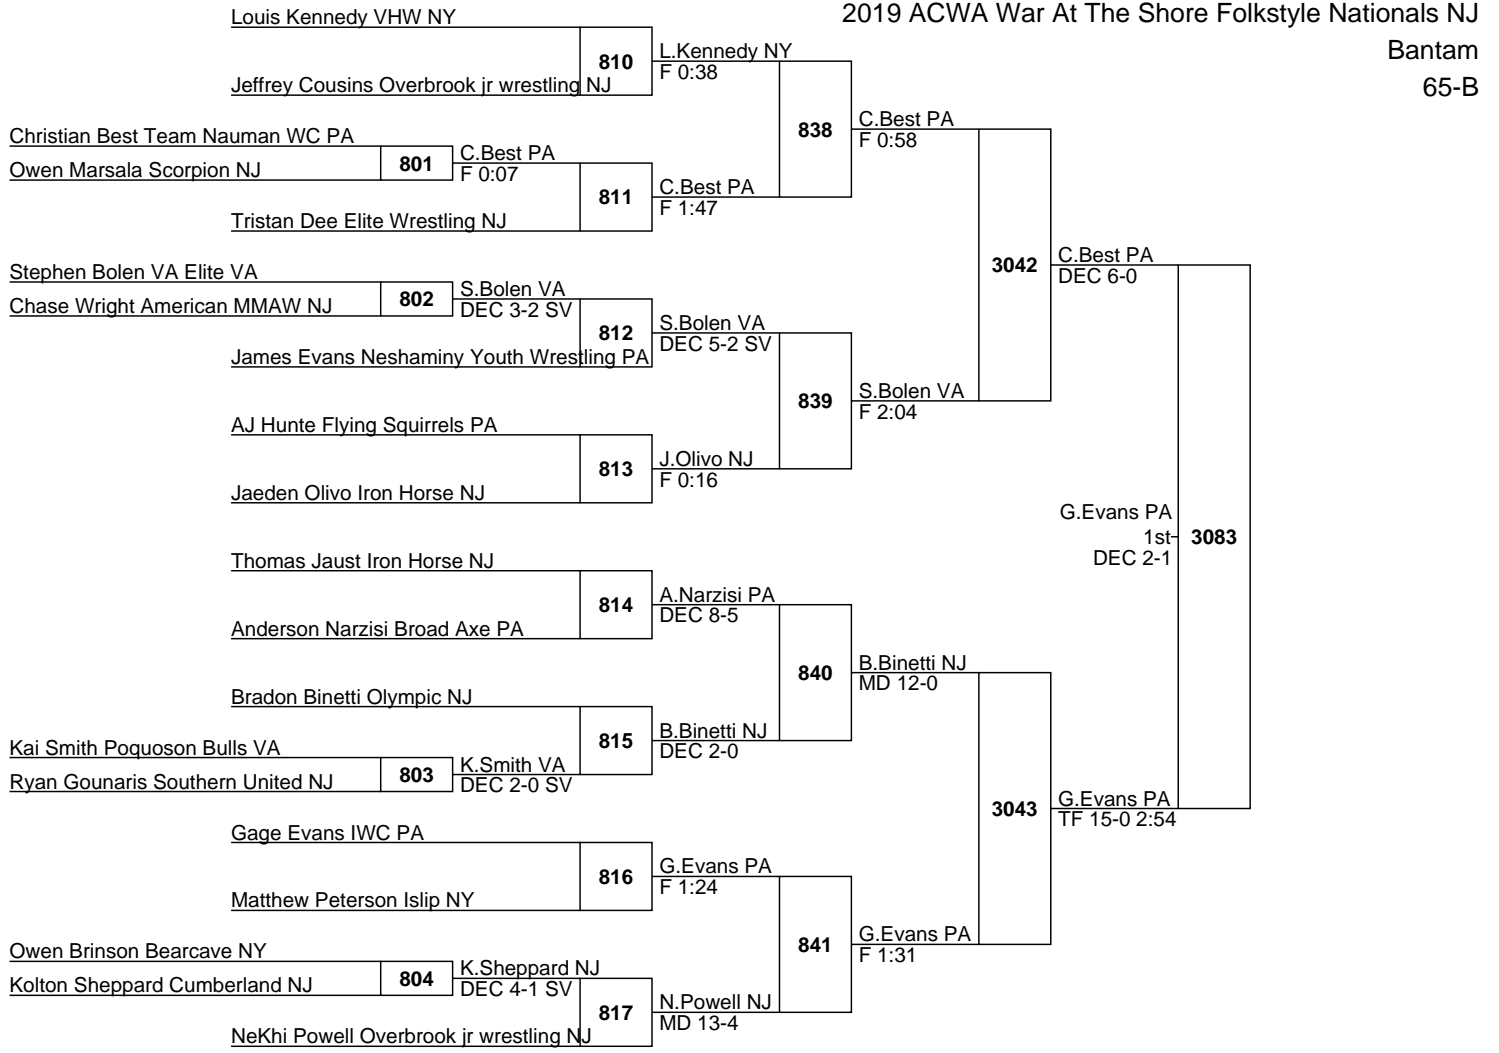 2019 ACWA War At The Shore Folkstyle Nationals NJ
Bantam
65-B
Louis Kennedy VHW NY
810
L.Kennedy NY
F 0:38
Jeffrey Cousins Overbrook jr wrestling NJ
838
C.Best PA
F 0:58
Christian Best Team Nauman WC PA
801
C.Best PA
F 0:07
Owen Marsala Scorpion NJ
811
C.Best PA
F 1:47
Tristan Dee Elite Wrestling NJ
3042
C.Best PA
DEC 6-0
Stephen Bolen VA Elite VA
802
S.Bolen VA
DEC 3-2 SV
Chase Wright American MMAW NJ
812
S.Bolen VA
DEC 5-2 SV
James Evans Neshaminy Youth Wrestling PA
839
S.Bolen VA
F 2:04
AJ Hunte Flying Squirrels PA
813
J.Olivo NJ
F 0:16
Jaeden Olivo Iron Horse NJ
G.Evans PA
1st
3083
DEC 2-1
Thomas Jaust Iron Horse NJ
814
A.Narzisi PA
DEC 8-5
Anderson Narzisi Broad Axe PA
840
B.Binetti NJ
MD 12-0
Bradon Binetti Olympic NJ
815
B.Binetti NJ
DEC 2-0
Kai Smith Poquoson Bulls VA
803
K.Smith VA
DEC 2-0 SV
Ryan Gounaris Southern United NJ
3043
G.Evans PA
TF 15-0 2:54
Gage Evans IWC PA
816
G.Evans PA
F 1:24
Matthew Peterson Islip NY
841
G.Evans PA
F 1:31
Owen Brinson Bearcave NY
804
K.Sheppard NJ
DEC 4-1 SV
Kolton Sheppard Cumberland NJ
817
N.Powell NJ
MD 13-4
NeKhi Powell Overbrook jr wrestling NJ